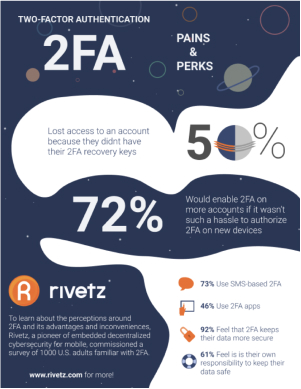 TWO-FACTOR AUTHENTICATION
2FA
PAINS
&
PERKS
Lost access to an account
because they didnt have
their 2FA recovery keys
50%
72%
Would enable 2FA on
more accounts if it wasn't
such a hassle to authorize
2FA on new devices
R rivetz
To learn about the perceptions around
2FA and its advantages and inconveniences,
Rivetz, a pioneer of embedded decentralized
cybersecurity for mobile, commissioned a
survey of 1000 U.S. adults familiar with 2FA.
www.rivetz.com for more!
73% Use SMS-based 2FA
46% Use 2FA apps
92% Feel that 2FA keeps
their data more secure
61% Feel is is their own
responsibility to keep their
data safe